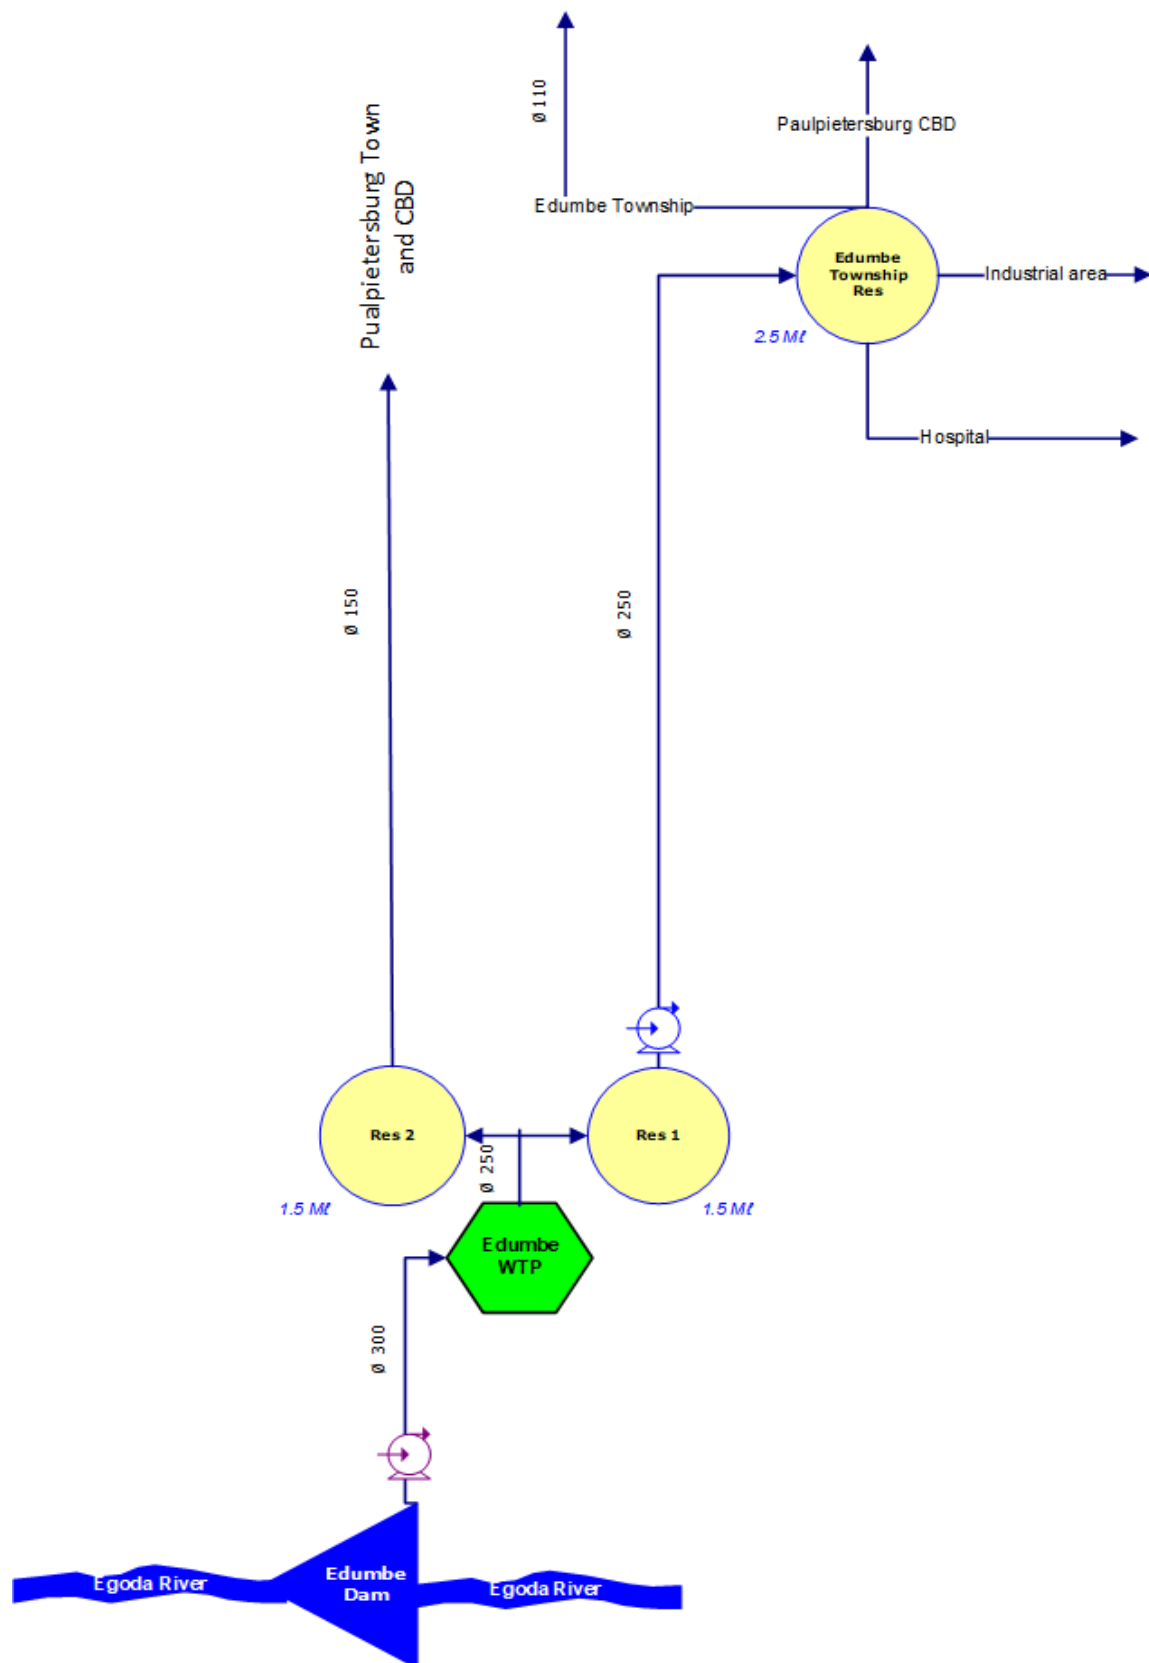 Ø110
Paulpietersburg CBD
Pualpietersburg Town
and CBD
Edumbe Township
Edumbe
Township
Res
Industrial area
2.5 Mℓ
Hospital
Ø 150
Ø 250
Res 2
Res 1
Ø 250
1.5 Mℓ
1.5 Mℓ
Edumbe
WTP
Ø 300
Edumbe
Dam
Egoda River
Egoda River